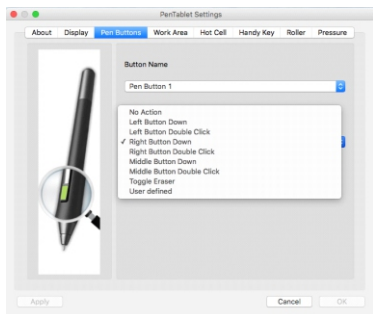 PenTablet Settings
About Display Pen Buttons Work Area Hot Cell Handy Key Roller Pressure
Button Name
Pen Button 1
No Action
Left Button Down
Left Button Double Click
✓ Right Button Down
Right Button Double Click
Middle Button Down
Middle Button Double Click
Toggle Eraser
User defined
Apply Cancel OK